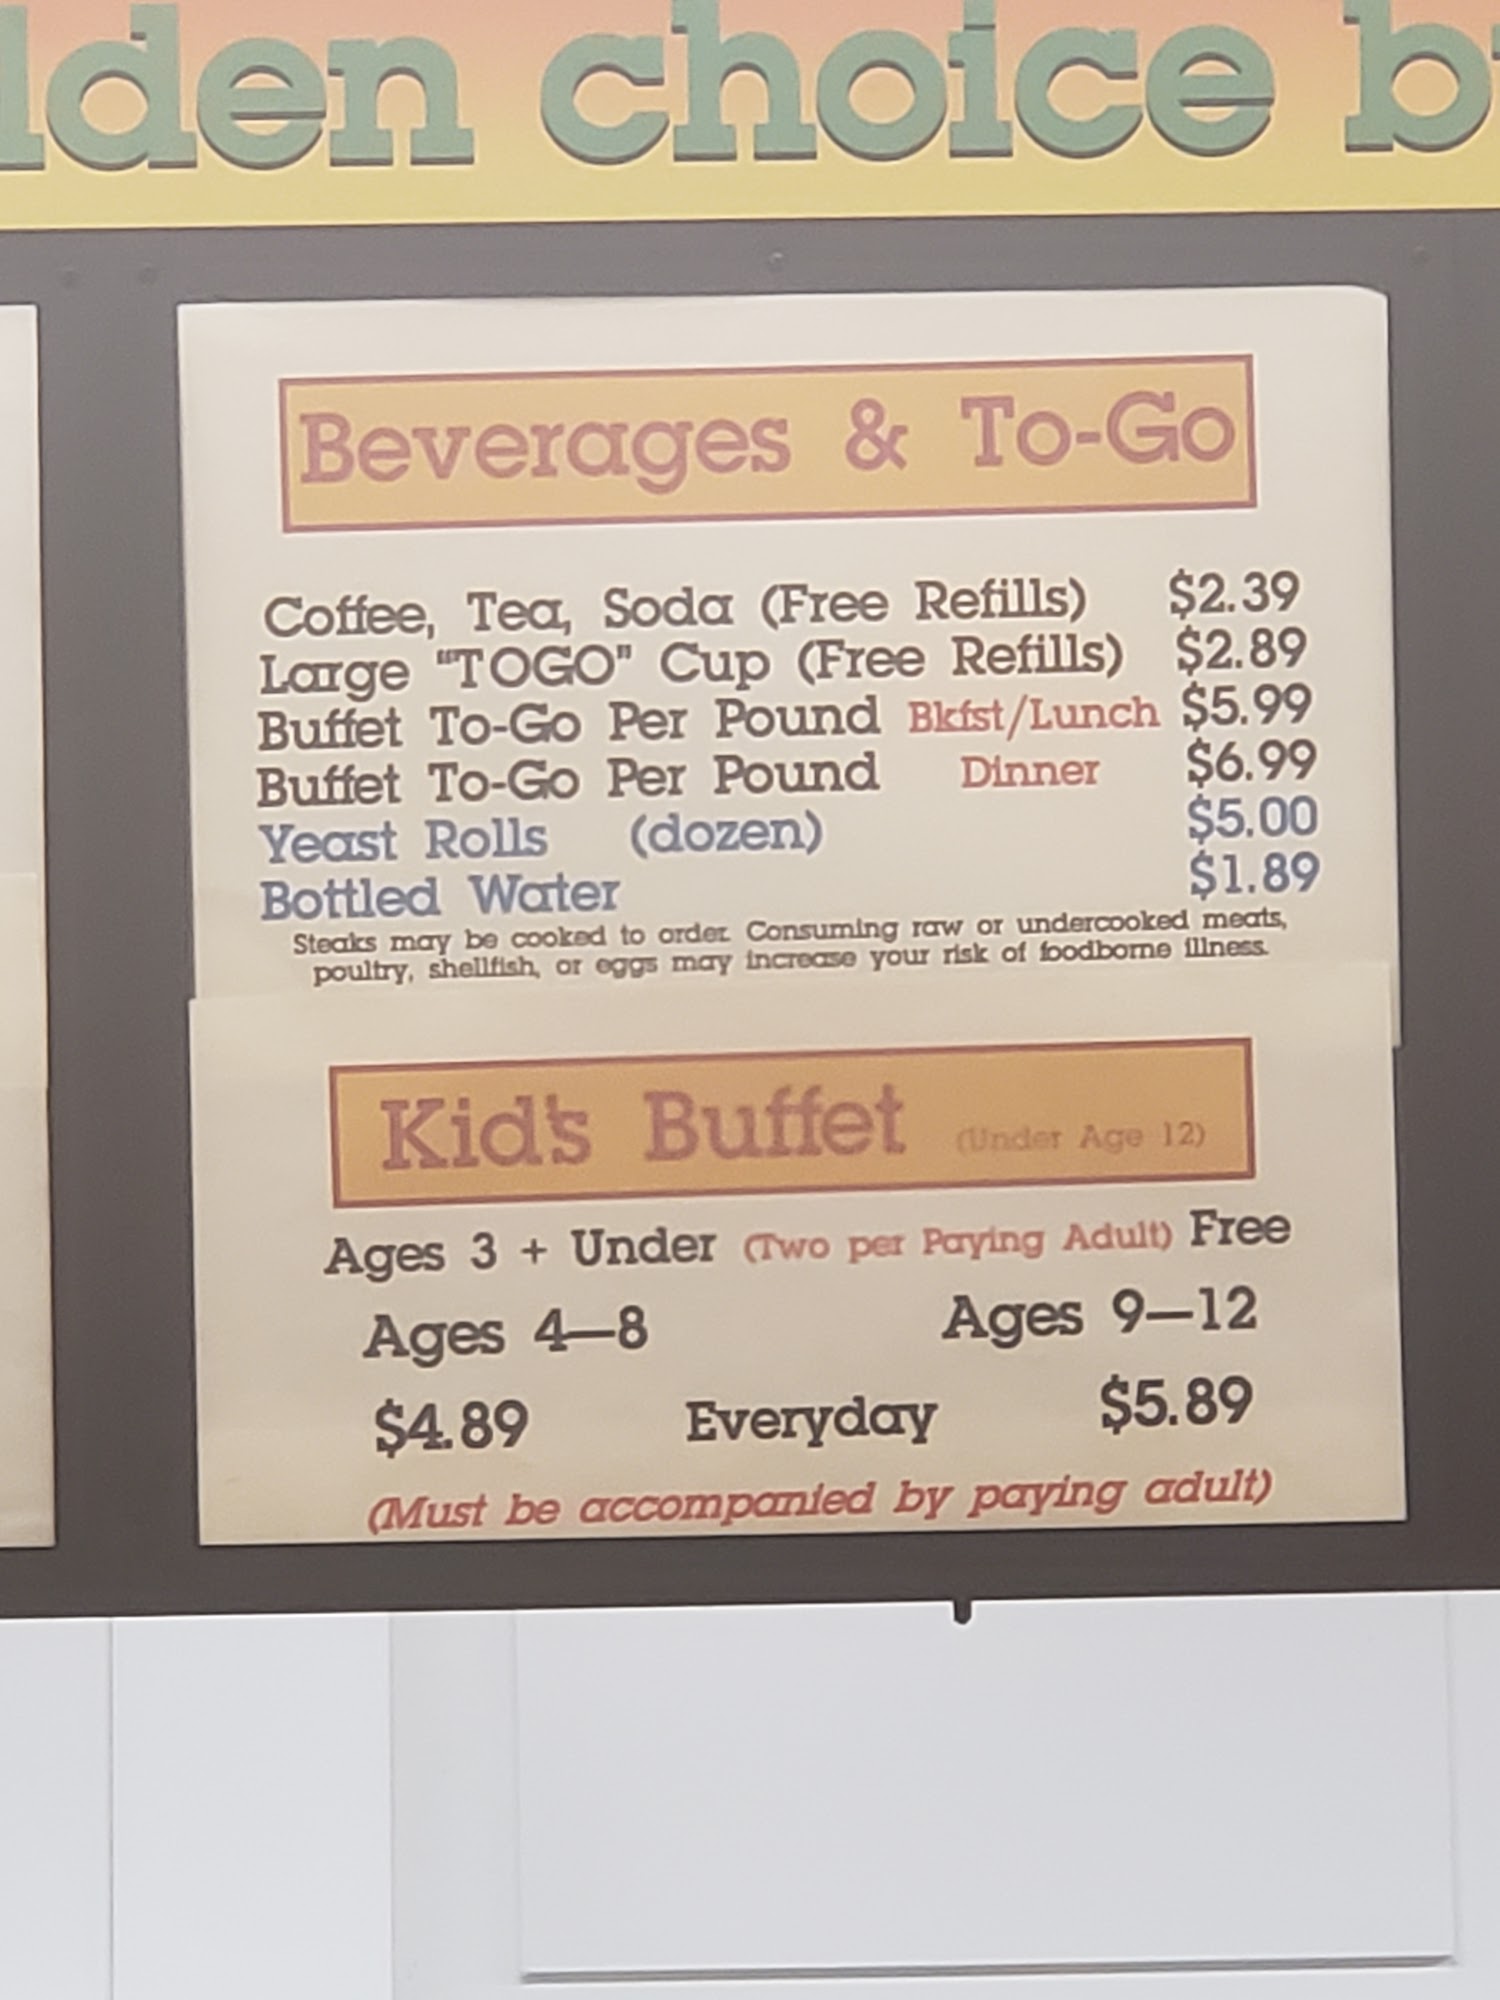 lden choice b
Beverages & To-Go
Coffee, Tea, Soda (Free Refills) $2.39
Large "TOGO" Cup (Free Refills) $2.89
Buffet To-Go Per Pound Bkfst/Lunch $5.99
Buffet To-Go Per Pound Dinner $6.99
Yeast Rolls (dozen) $5.00
Bottled Water $1.89
Steaks may be cooked to order. Consuming raw or undercooked meats,
poultry, shellfish, or eggs may increase your risk of foodborne illness.
Kid's Buffet (Under Age 12)
Ages 3 + Under (Two per Paying Adult) Free
Ages 4-8 Ages 9-12
$4.89 Everyday $5.89
(Must be accompanied by paying adult)